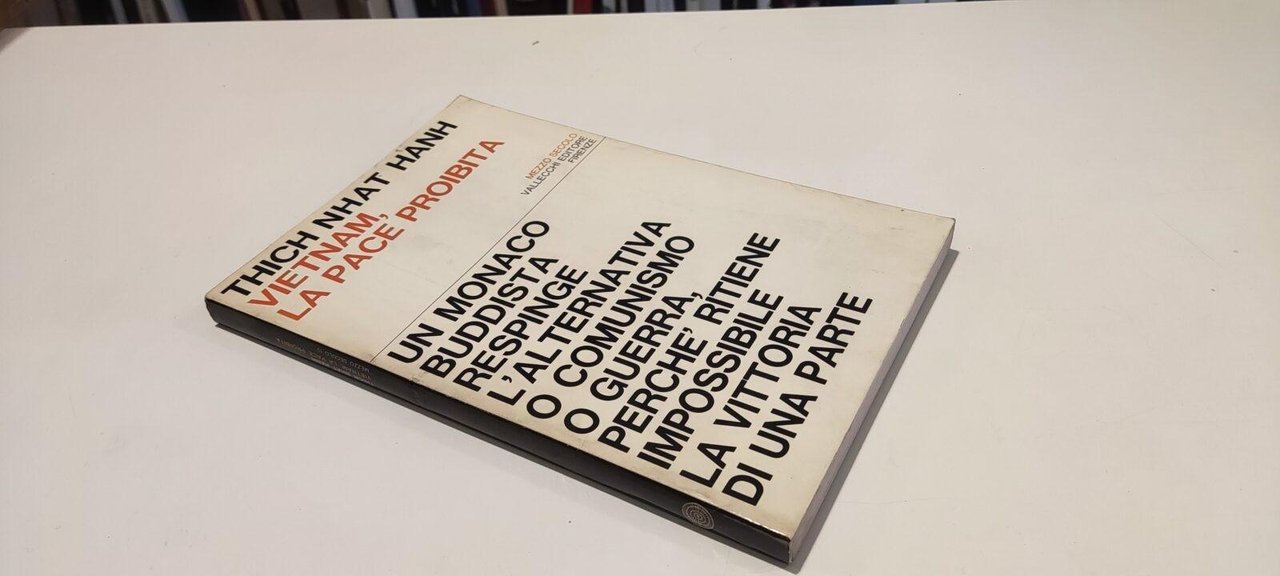 THICH NHAT HANH
VIETNAM,
LA PACE PROIBITA
MEZZO SECOLO
VALLECCHI EDITORE
FIRENZE
UN MONACO
BUDDISTA
RESPINGE
L'ALTERNATIVA
O COMUNISMO
O GUERRA,
PERCHE' RITIENE
IMPOSSIBILE
LA VITTORIA
DI UNA PARTE